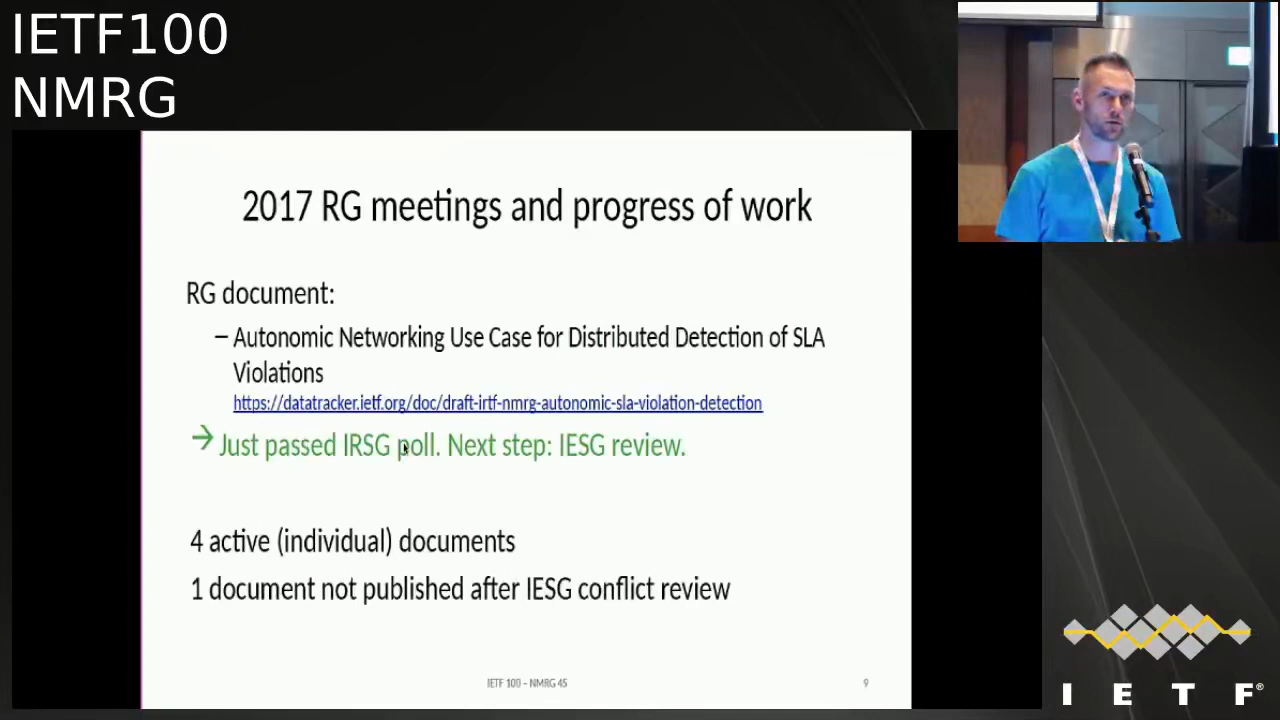 IETF100
NMRG
2017 RG meetings and progress of work
RG document:
– Autonomic Networking Use Case for Distributed Detection of SLA
Violations
https://datatracker.ietf.org/doc/draft-irtf-nmrg-autonomic-sla-violation-detection
→ Just passed IRSG poll. Next step: IESG review.
4 active (individual) documents
1 document not published after IESG conflict review
IETF 100 – NMRG 45
9
I E T F®